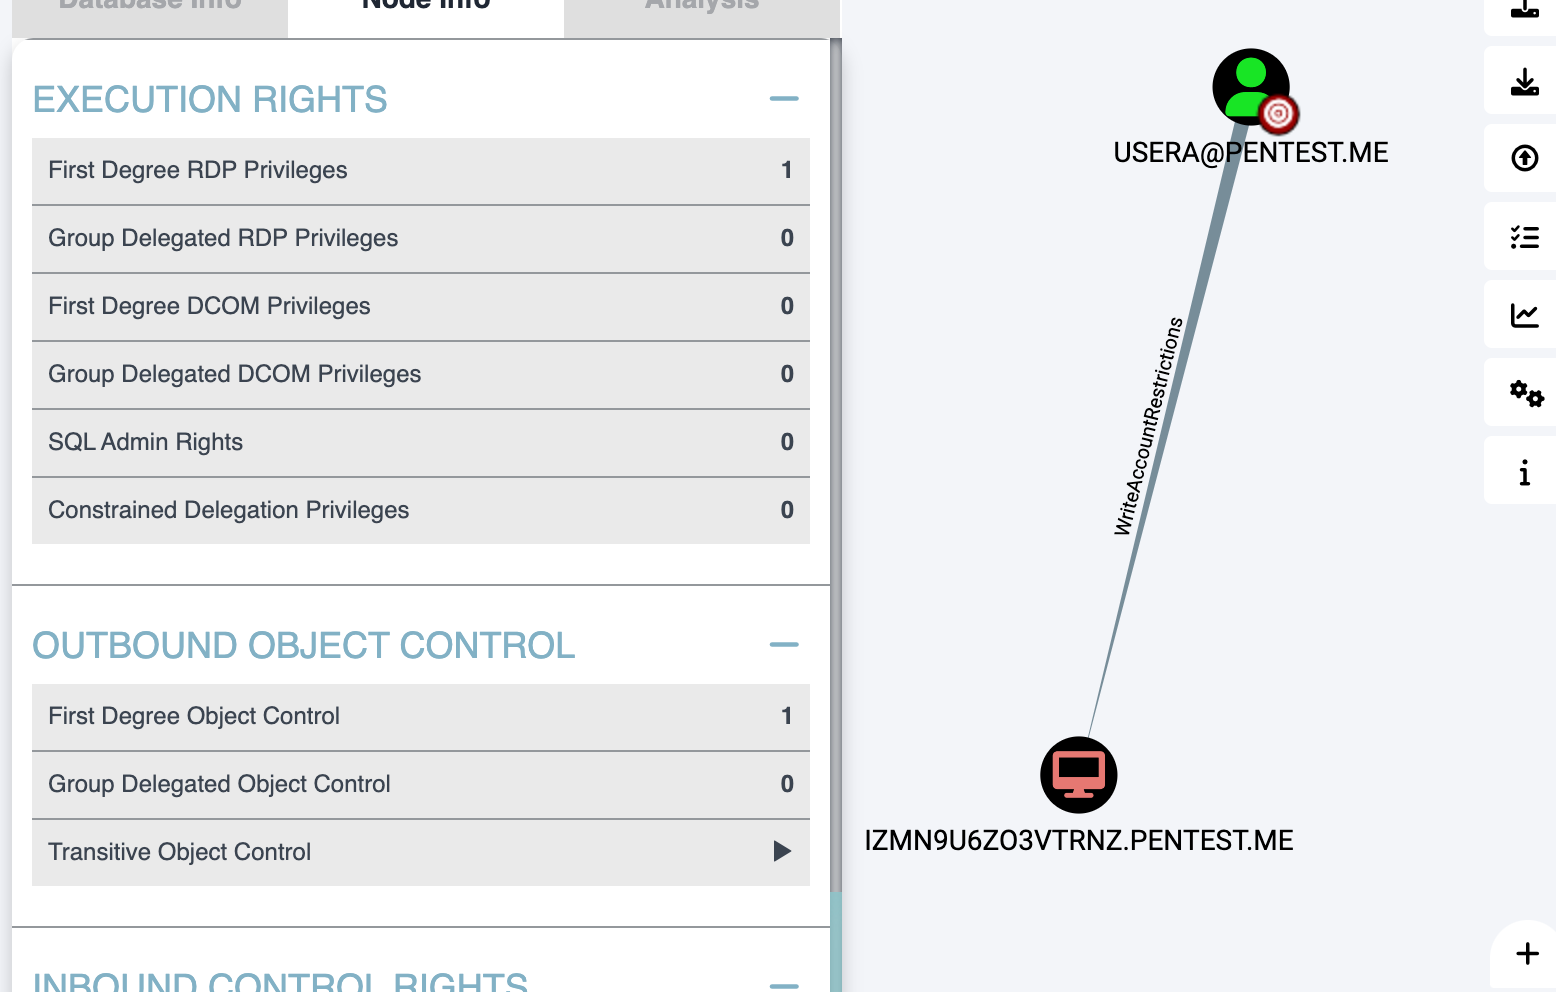 Database Info
Node Info
Analysis
EXECUTION RIGHTS
First Degree RDP Privileges 1
Group Delegated RDP Privileges 0
First Degree DCOM Privileges 0
Group Delegated DCOM Privileges 0
SQL Admin Rights 0
Constrained Delegation Privileges 0
OUTBOUND OBJECT CONTROL
First Degree Object Control 1
Group Delegated Object Control 0
Transitive Object Control
INBOUND CONTROL RIGHTS
USERA@PENTEST.ME
WriteAccountRestrictions
IZMN9U6ZO3VTRNZ.PENTEST.ME